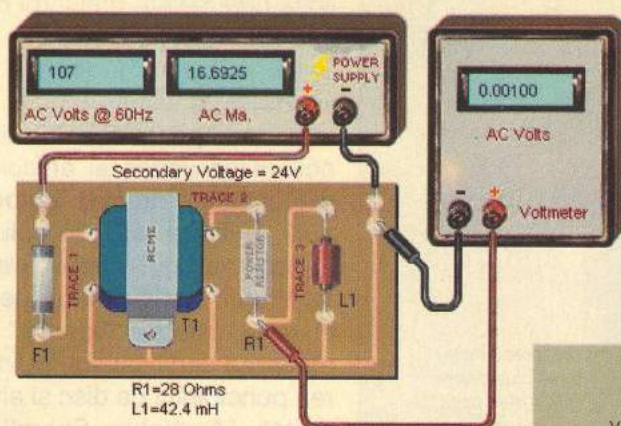 107
16.6925
POWER SUPPLY
+ -
AC Volts @ 60Hz
AC Ma.
0.00100
AC Volts
- +
Voltmeter
Secondary Voltage = 24V
TRACE 2
TRACE 1
ACME
POWER RESISTOR
TRACE 3
L1
T1
F1
R1
R1=28 Ohms
L1=42.4 mH